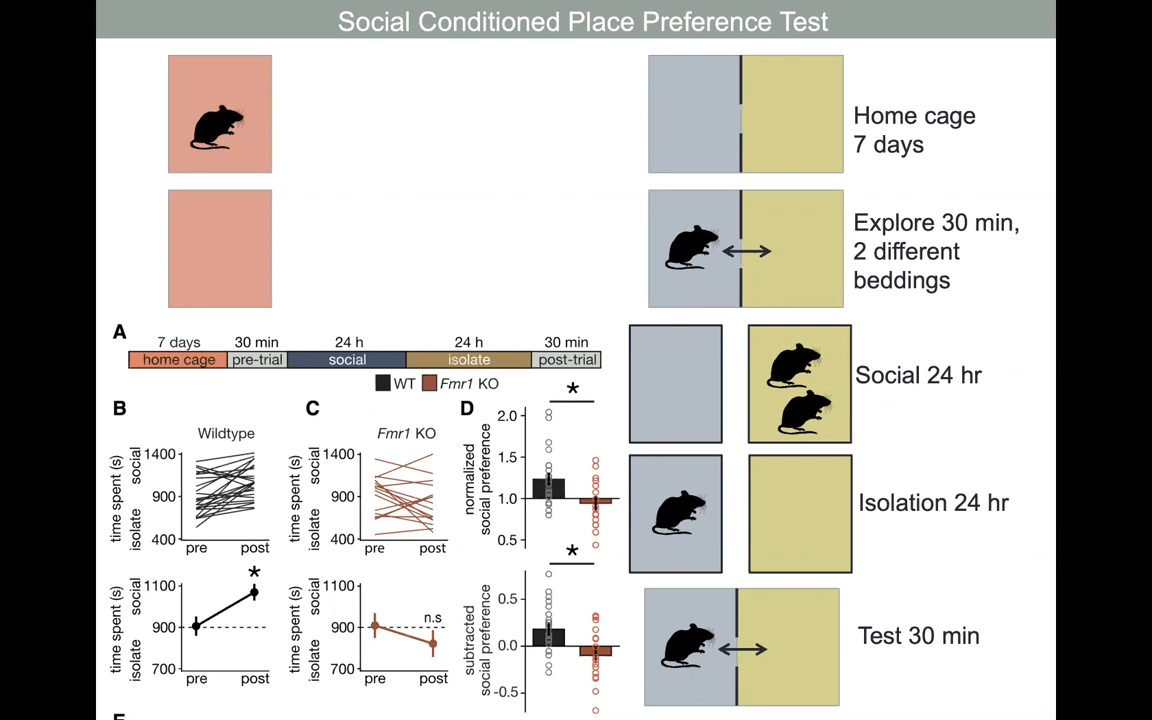 Social Conditioned Place Preference Test
Home cage
7 days
Explore 30 min,
2 different
beddings
A
7 days 30 min 24 h 24 h 30 min
home cage pre-trial social isolate post-trial
WT Fmr1 KO
Social 24 hr
B
Wildtype
time spent (s)
isolate social
1400
900
400
pre post
C
Fmr1 KO
time spent (s)
isolate social
1400
900
400
pre post
D
*
normalized
social preference
2.0
1.5
1.0
0.5
Isolation 24 hr
time spent (s)
isolate social
1100
900
700
*
pre post
time spent (s)
isolate social
1100
900
700
n.s
pre post
*
subtracted
social preference
0.5
0.0
-0.5
Test 30 min